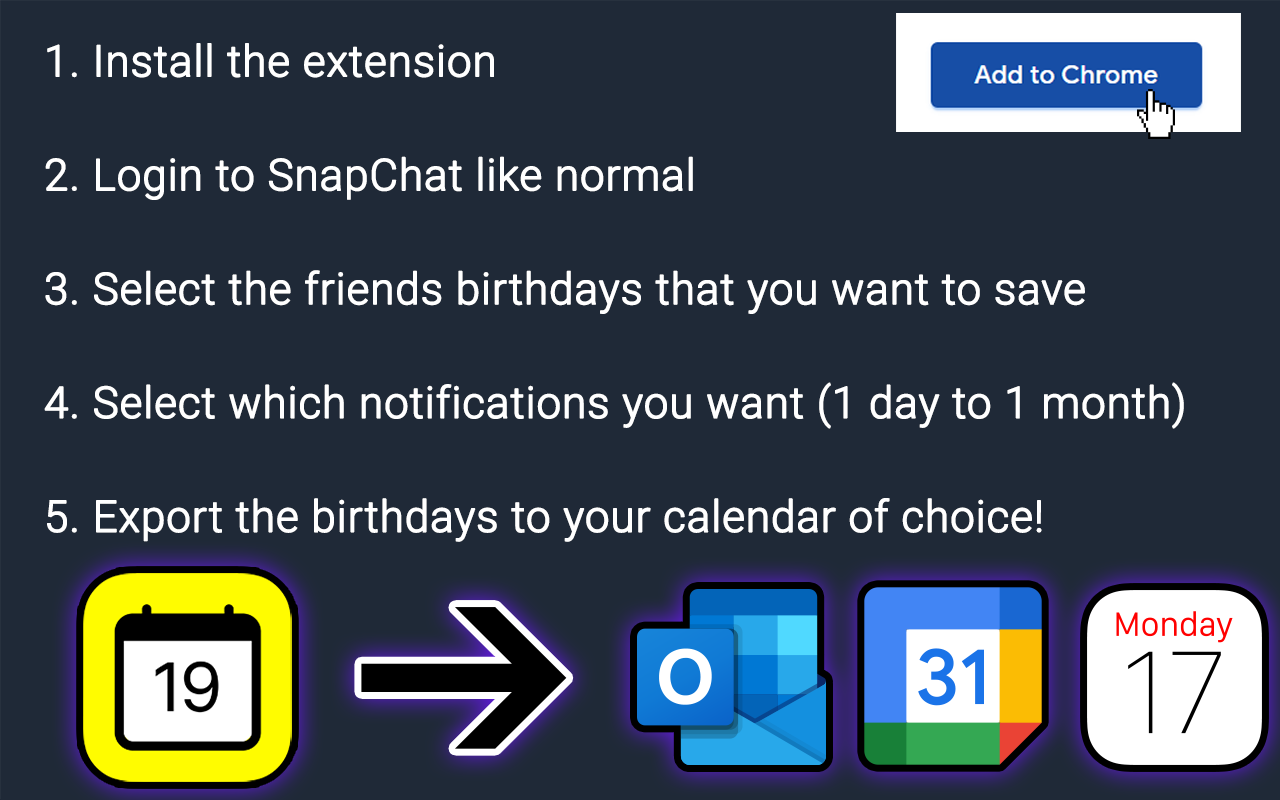 1. Install the extension
Add to Chrome
2. Login to SnapChat like normal
3. Select the friends birthdays that you want to save
4. Select which notifications you want (1 day to 1 month)
5. Export the birthdays to your calendar of choice!
19
O
31
Monday
17